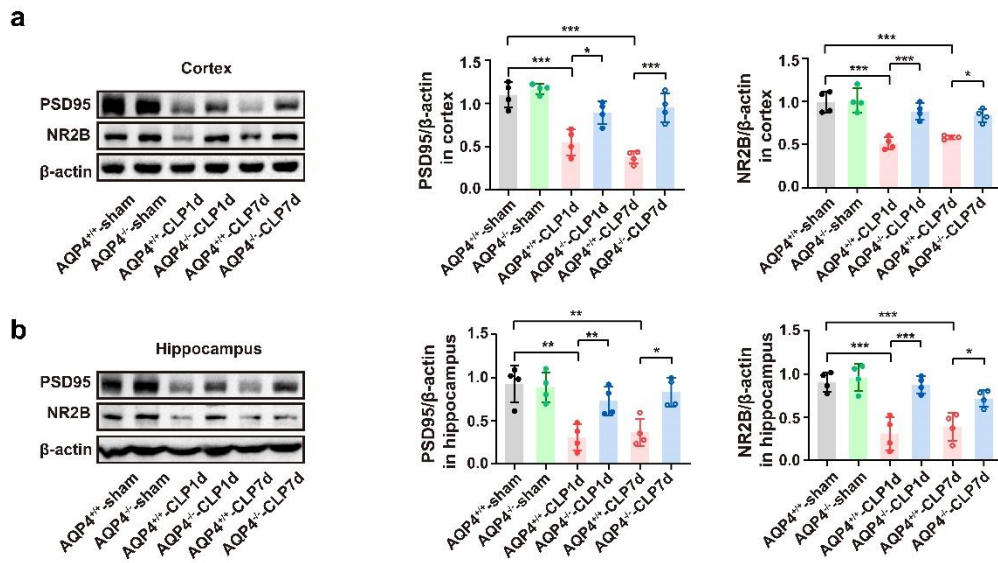 a
Cortex
PSD95
NR2B
β-actin
AQP4+/+-sham
AQP4-/--sham
AQP4+/+-CLP1d
AQP4-/--CLP1d
AQP4+/+-CLP7d
AQP4-/--CLP7d
PSD95/β-actin
in cortex
1.5
1.0
0.5
0
***
***
*
***
AQP4+/+-sham
AQP4-/--sham
AQP4+/+-CLP1d
AQP4-/--CLP1d
AQP4+/+-CLP7d
AQP4-/--CLP7d
NR2B/β-actin
in cortex
1.5
1.0
0.5
0
***
***
***
*
AQP4+/+-sham
AQP4-/--sham
AQP4+/+-CLP1d
AQP4-/--CLP1d
AQP4+/+-CLP7d
AQP4-/--CLP7d
b
Hippocampus
PSD95
NR2B
β-actin
AQP4+/+-sham
AQP4-/--sham
AQP4+/+-CLP1d
AQP4-/--CLP1d
AQP4+/+-CLP7d
AQP4-/--CLP7d
PSD95/β-actin
in hippocampus
1.5
1.0
0.5
0
**
**
**
*
AQP4+/+-sham
AQP4-/--sham
AQP4+/+-CLP1d
AQP4-/--CLP1d
AQP4+/+-CLP7d
AQP4-/--CLP7d
NR2B/β-actin
in hippocampus
1.5
1.0
0.5
0
***
***
***
*
AQP4+/+-sham
AQP4-/--sham
AQP4+/+-CLP1d
AQP4-/--CLP1d
AQP4+/+-CLP7d
AQP4-/--CLP7d